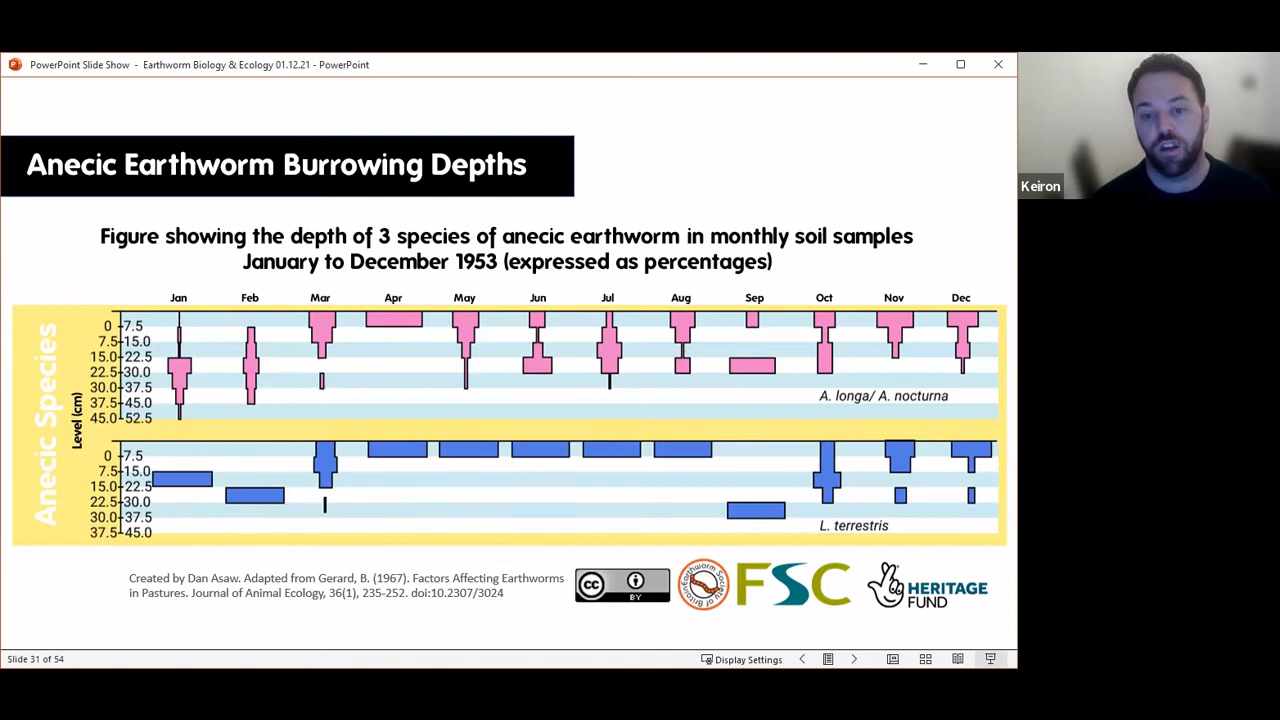 PowerPoint Slide Show - Earthworm Biology & Ecology 01.12.21 - PowerPoint
Anecic Earthworm Burrowing Depths
Keiron
Figure showing the depth of 3 species of anecic earthworm in monthly soil samples
January to December 1953 (expressed as percentages)
Jan Feb Mar Apr May Jun Jul Aug Sep Oct Nov Dec
Anecic Species
Level (cm)
0 7.5
7.5 15.0
15.0 22.5
22.5 30.0
30.0 37.5
37.5 45.0
45.0 52.5
A. longa/ A. nocturna
0 7.5
7.5 15.0
15.0 22.5
22.5 30.0
30.0 37.5
37.5 45.0
L. terrestris
Created by Dan Asaw. Adapted from Gerard, B. (1967). Factors Affecting Earthworms
in Pastures. Journal of Animal Ecology, 36(1), 235-252. doi:10.2307/3024
cc
BY
Earthworm Society of Britain
FSC
HERITAGE
FUND
Slide 31 of 54
Display Settings